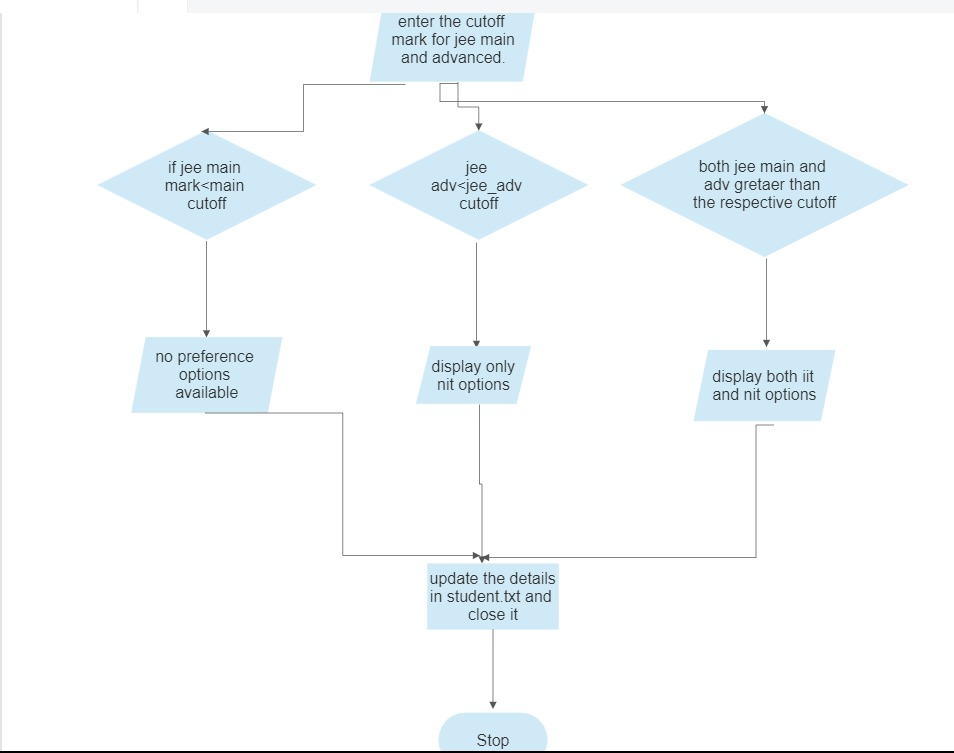 enter the cutoff
mark for jee main
and advanced.
if jee main
mark<main
cutoff
jee
adv<jee_adv
cutoff
both jee main and
adv gretaer than
the respective cutoff
no preference
options
available
display only
nit options
display both iit
and nit options
update the details
in student.txt and
close it
Stop